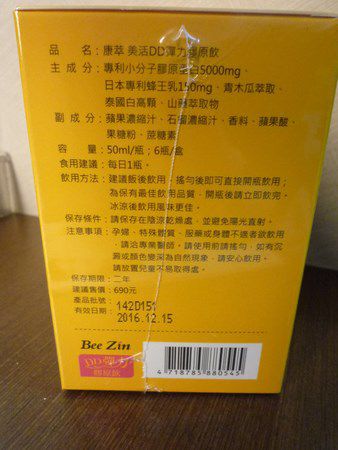 品 名：康萃 美活DD彈力膠原飲
主 成 分：專利小分子膠原蛋白5000mg、
日本專利蜂王乳150mg、青木瓜萃取、
泰國白高顆、山藥萃取物
副 成 分：蘋果濃縮汁、石榴濃縮汁、香料、蘋果酸、
果糖粉、蔗糖素
容 量：50ml/瓶；6瓶/盒
食用建議：每日1瓶。
飲用方法：建議飯後飲用，搖勻後即可直接開瓶飲用；
為保有最佳飲用品質，開瓶後請立即飲完，
冰涼後飲用風味更佳。
保存條件：請保存在陰涼乾燥處，並避免陽光直射。
注意事項：孕婦、特殊體質、服藥或身體不適者欲飲用
，請洽專業醫師，請使用前請搖勻，如有沉
澱或顏色變深為自然現象，請安心飲用。
請放置兒童不易取得處。
保存期限：二年
建議售價：690元
產品批號：142D151
有效日期：2016.12.15
Bee Zin
DD彈力
膠原飲
4 718785 880545